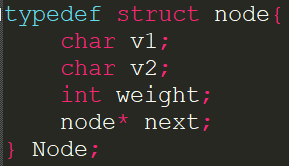 typedef struct node{
char v1;
char v2;
int weight;
node* next;
} Node;